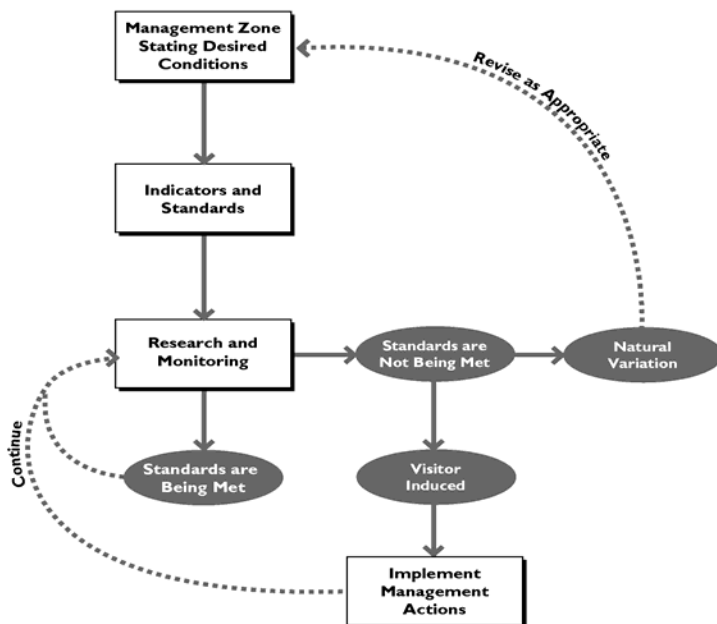 Management Zone
Stating Desired
Conditions
Revise as Appropriate
Indicators and
Standards
Research and
Monitoring
Standards are
Not Being Met
Natural
Variation
Continue
Standards are
Being Met
Visitor
Induced
Implement
Management
Actions